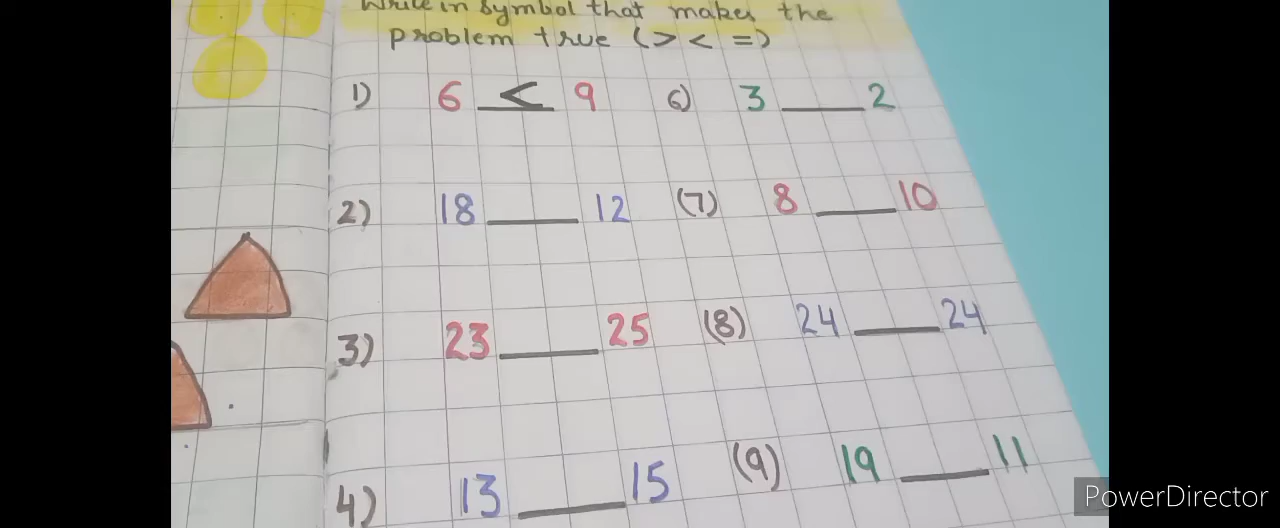 Write in symbol that makes the
problem true (> < =)
1) 6 < 9 6) 3 ___ 2
2) 18 ___ 12 (7) 8 ___ 10
3) 23 ___ 25 (8) 24 ___ 24
4) 13 ___ 15 (9) 19 ___ 11
PowerDirector